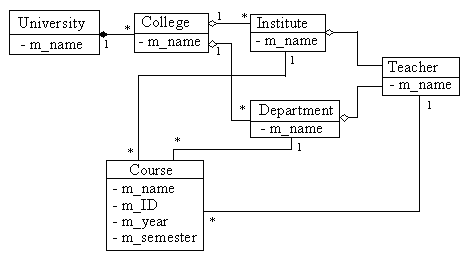 University
- m_name
1
*
College
- m_name
1
1
*
Institute
- m_name
1
*
Department
- m_name
1
Teacher
- m_name
1
*
*
Course
- m_name
- m_ID
- m_year
- m_semester
*